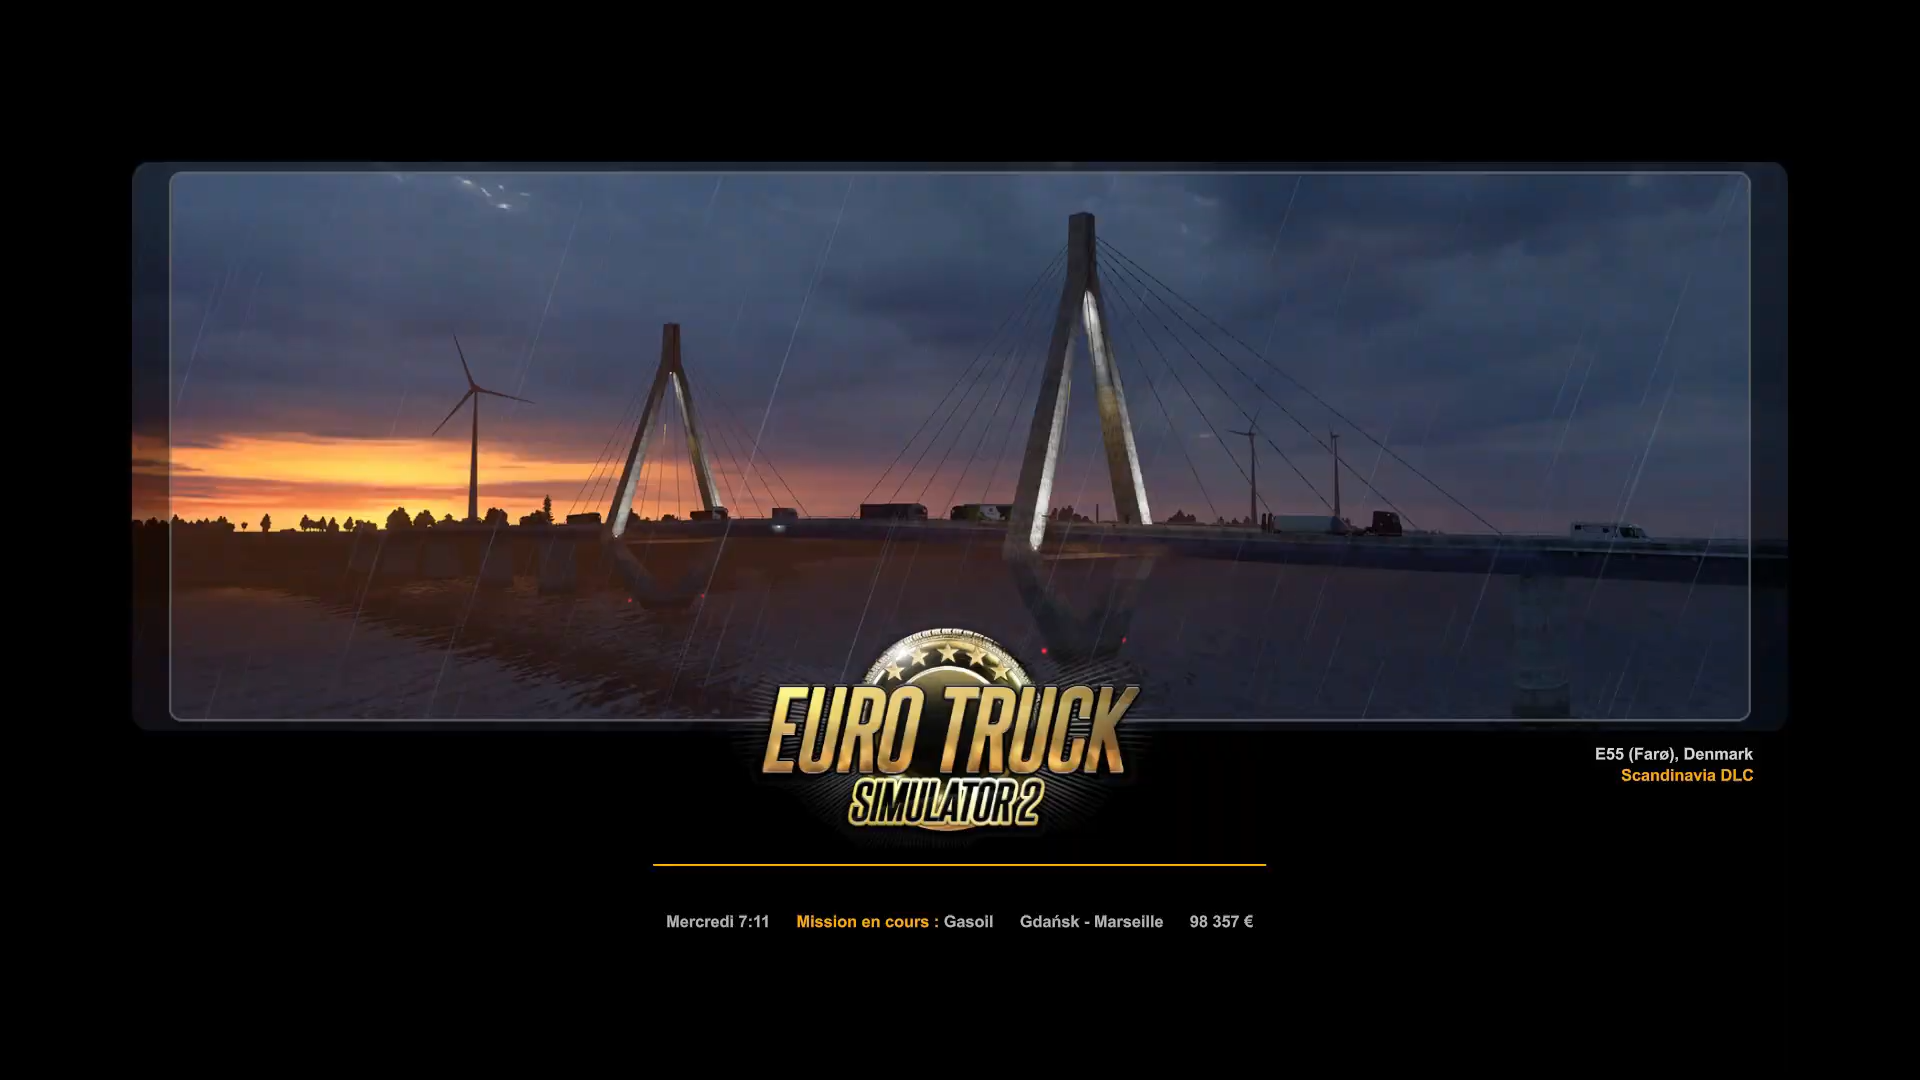 EURO TRUCK
SIMULATOR 2
E55 (Farø), Denmark
Scandinavia DLC
Mercredi 7:11 Mission en cours : Gasoil Gdańsk - Marseille 98 357 €